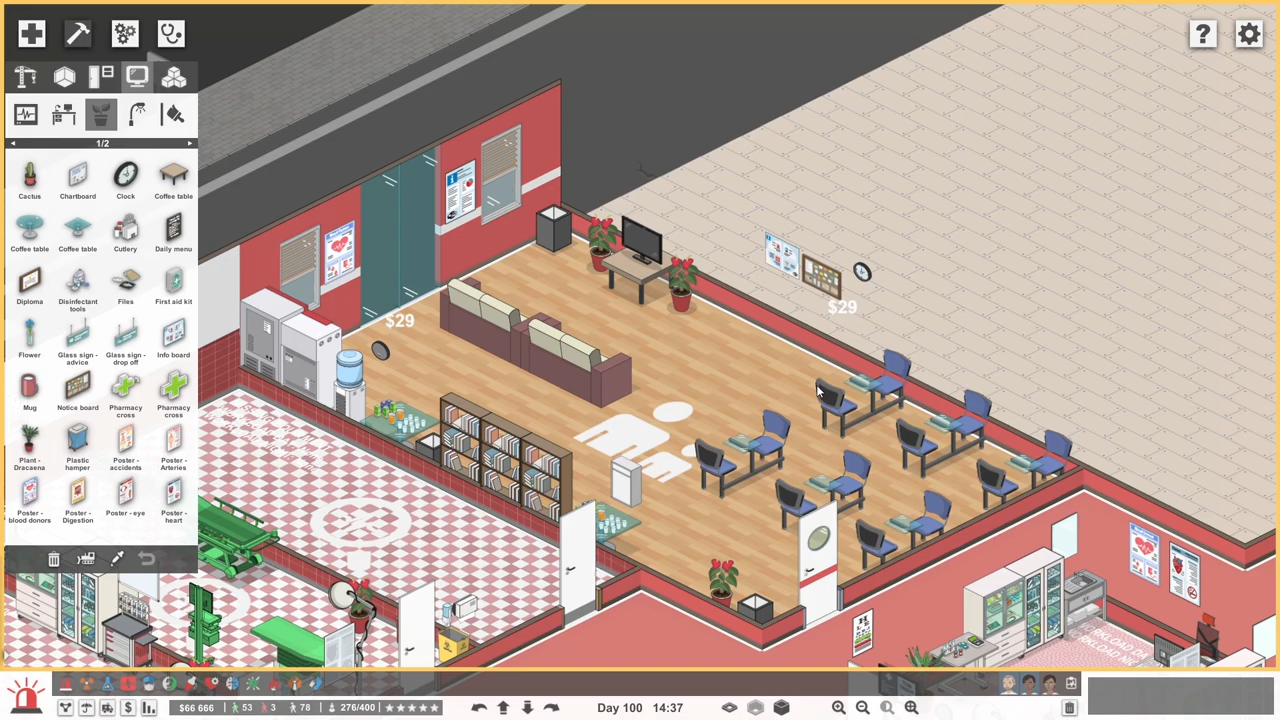 ?
1/2
Cactus
Chartboard
Clock
Coffee table
Coffee table
Coffee table
Cutlery
Daily menu
Diploma
Disinfectant tools
Files
First aid kit
Flower
Glass sign - advice
Glass sign - drop off
Info board
Mug
Notice board
Pharmacy cross
Pharmacy cross
Plant - Dracaena
Plastic hamper
Poster - accidents
Poster - Arteries
Poster - blood donors
Poster - Digestion
Poster - eye
Poster - heart
$29
$29
$66 666
53
3
78
276/400
Day 100 14:37